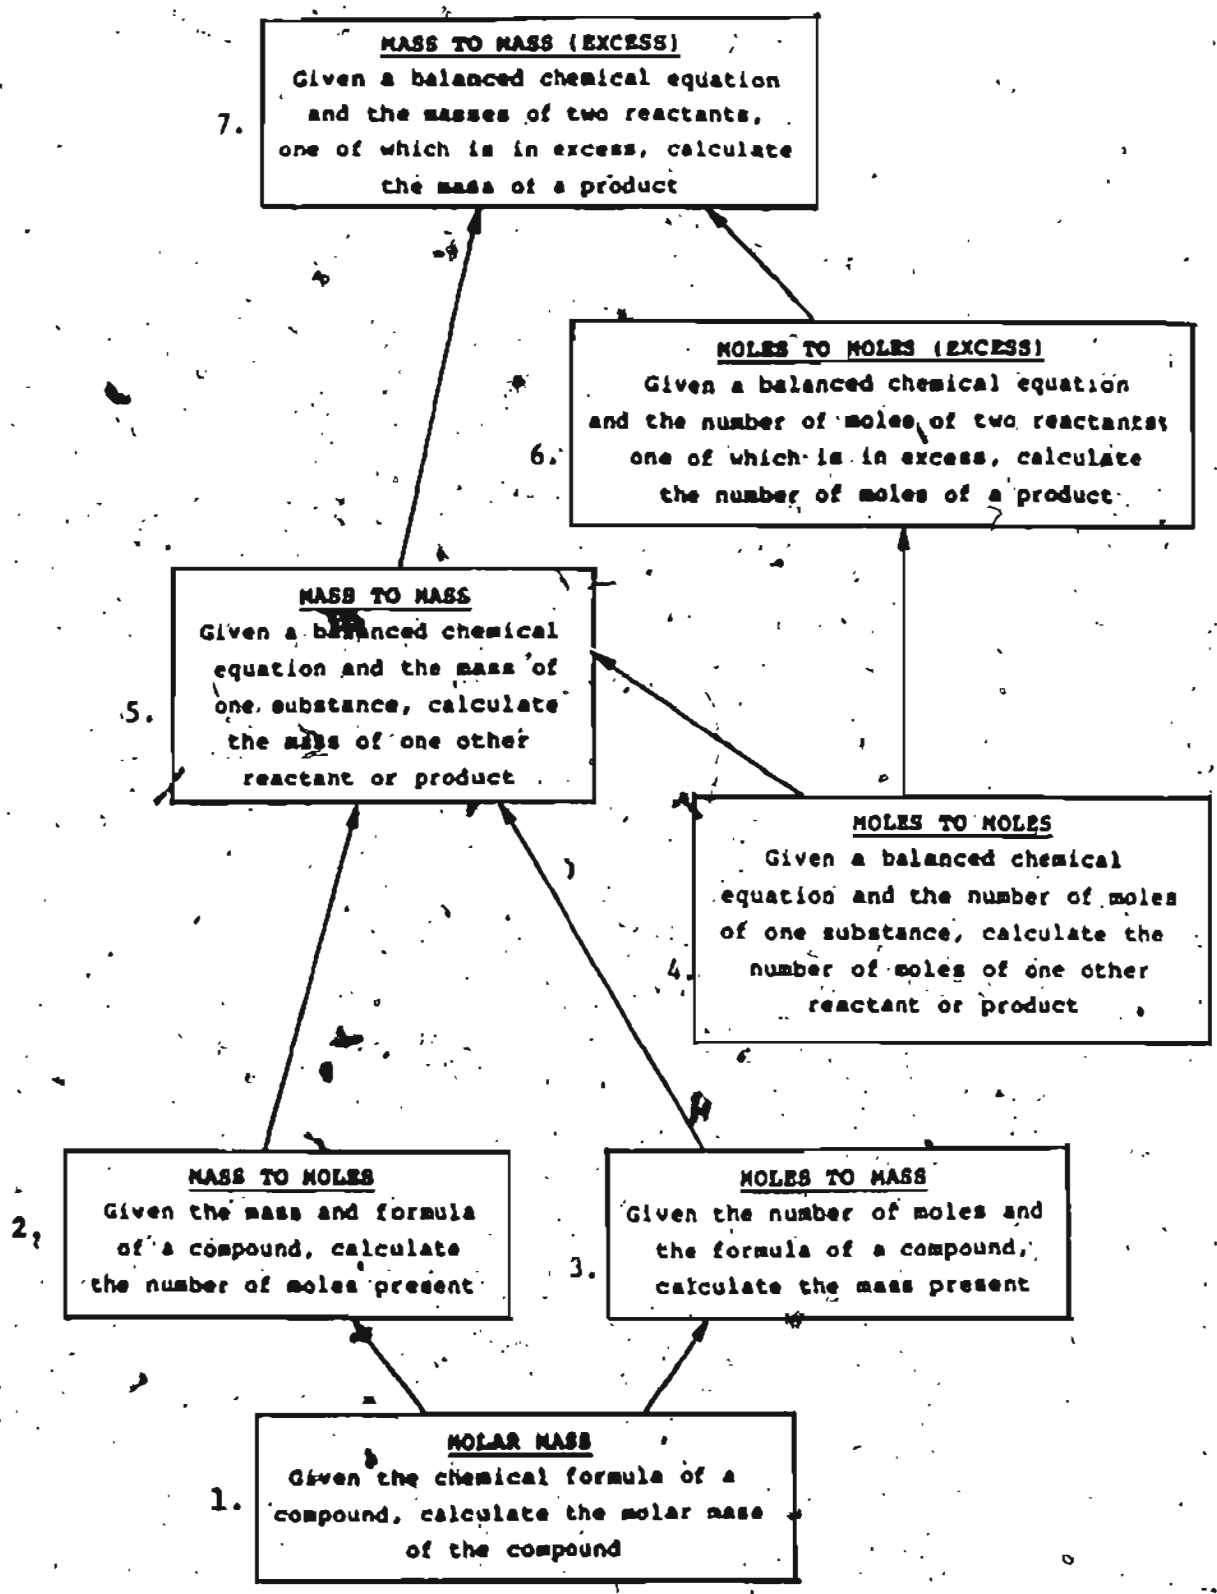 7.
MASS TO MASS (EXCESS)
Given a balanced chemical equation
and the masses of two reactants,
one of which is in excess, calculate
the mass of a product
6.
MOLES TO MOLES (EXCESS)
Given a balanced chemical equation
and the number of moles of two reactants,
one of which is in excess, calculate
the number of moles of a product
5.
MASS TO MASS
Given a balanced chemical
equation and the mass of
one substance, calculate
the mass of one other
reactant or product
4.
MOLES TO MOLES
Given a balanced chemical
equation and the number of moles
of one substance, calculate the
number of moles of one other
reactant or product
2.
MASS TO MOLES
Given the mass and formula
of a compound, calculate
the number of moles present
3.
MOLES TO MASS
Given the number of moles and
the formula of a compound,
calculate the mass present
1.
MOLAR MASS
Given the chemical formula of a
compound, calculate the molar mass
of the compound